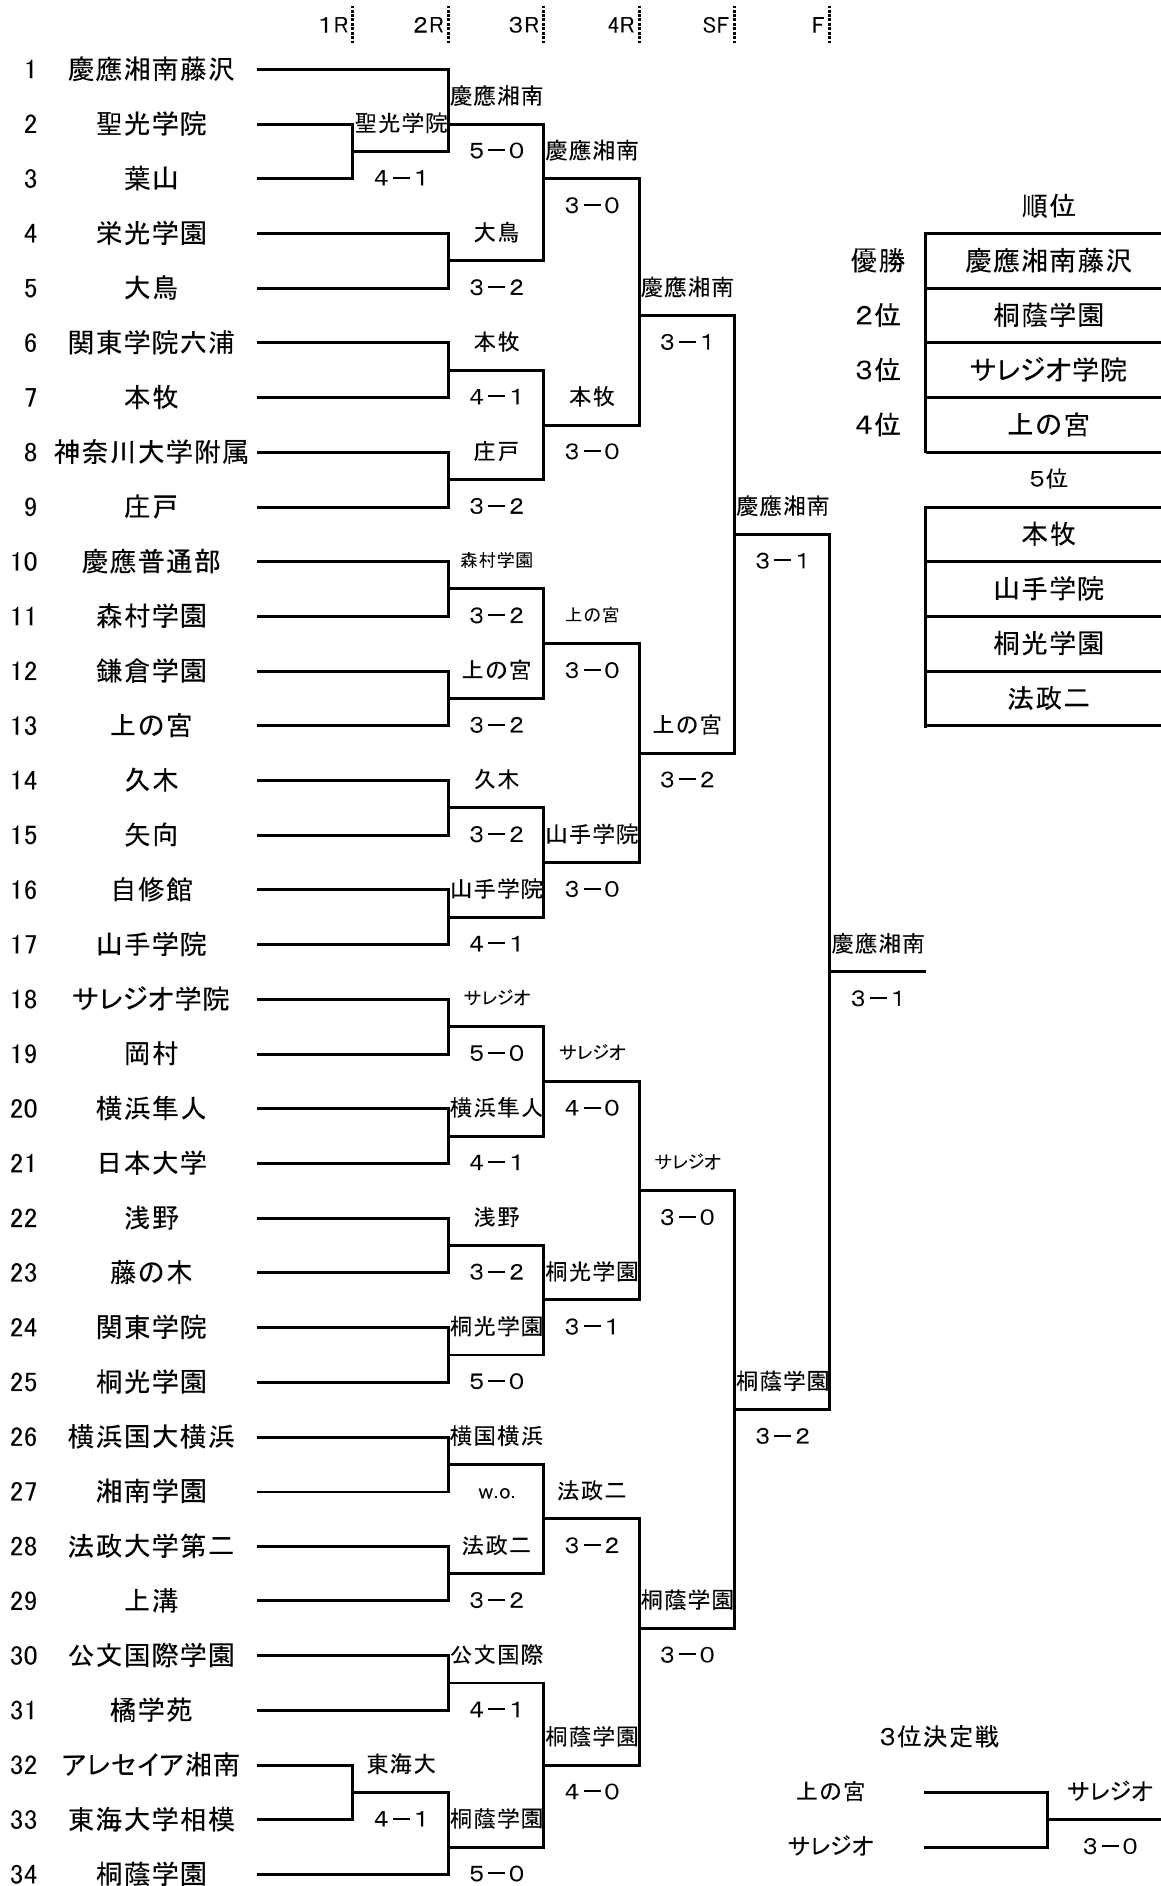 1R 2R 3R 4R SF F
1 慶應湘南藤沢
慶應湘南
2 聖光学院 聖光学院
5－0 慶應湘南
3 葉山 4－1
3－0 順位
4 栄光学園 大鳥
優勝 慶應湘南藤沢
5 大鳥 3－2 慶應湘南
2位 桐蔭学園
6 関東学院六浦 本牧 3－1
3位 サレジオ学院
7 本牧 4－1 本牧
4位 上の宮
8 神奈川大学附属 庄戸 3－0
5位
9 庄戸 3－2 慶應湘南
本牧
10 慶應普通部 森村学園 3－1
山手学院
11 森村学園 3－2 上の宮
桐光学園
12 鎌倉学園 上の宮 3－0
法政二
13 上の宮 3－2 上の宮
14 久木 久木 3－2
15 矢向 3－2 山手学院
16 自修館 山手学院 3－0
17 山手学院 4－1 慶應湘南
18 サレジオ学院 サレジオ 3－1
19 岡村 5－0 サレジオ
20 横浜隼人 横浜隼人 4－0
21 日本大学 4－1 サレジオ
22 浅野 浅野 3－0
23 藤の木 3－2 桐光学園
24 関東学院 桐光学園 3－1
25 桐光学園 5－0 桐蔭学園
26 横浜国大横浜 横国横浜 3－2
27 湘南学園 w.o. 法政二
28 法政大学第二 法政二 3－2
29 上溝 3－2 桐蔭学園
30 公文国際学園 公文国際 3－0
31 橘学苑 4－1
桐蔭学園 3位決定戦
32 アレセイア湘南 東海大
4－0 上の宮 サレジオ
33 東海大学相模 4－1 桐蔭学園
サレジオ 3－0
34 桐蔭学園 5－0